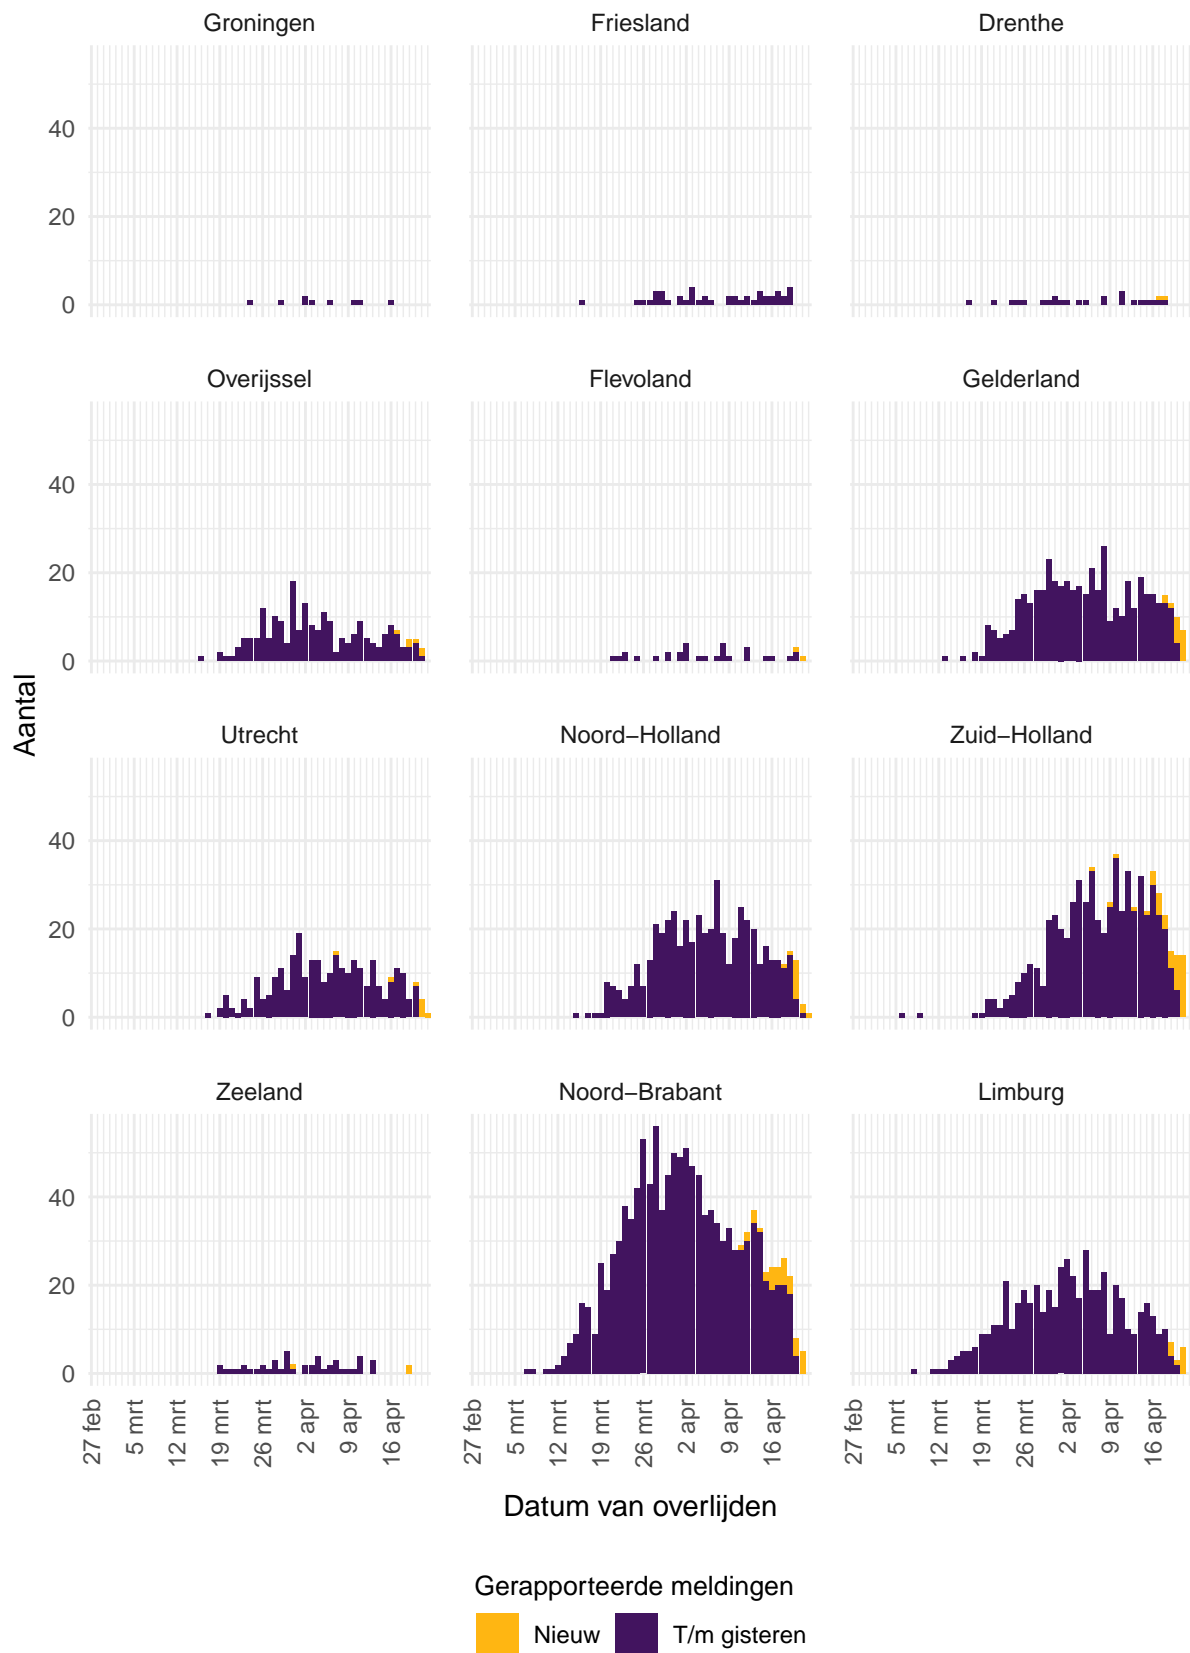 Groningen
Friesland
Drenthe
40
20
0
Overijssel
Flevoland
Gelderland
40
20
0
Aantal
Utrecht
Noord−Holland
Zuid−Holland
40
20
0
Zeeland
Noord−Brabant
Limburg
40
20
0
27 feb
5 mrt
12 mrt
19 mrt
26 mrt
2 apr
9 apr
16 apr
27 feb
5 mrt
12 mrt
19 mrt
26 mrt
2 apr
9 apr
16 apr
27 feb
5 mrt
12 mrt
19 mrt
26 mrt
2 apr
9 apr
16 apr
Datum van overlijden
Gerapporteerde meldingen
Nieuw
T/m gisteren